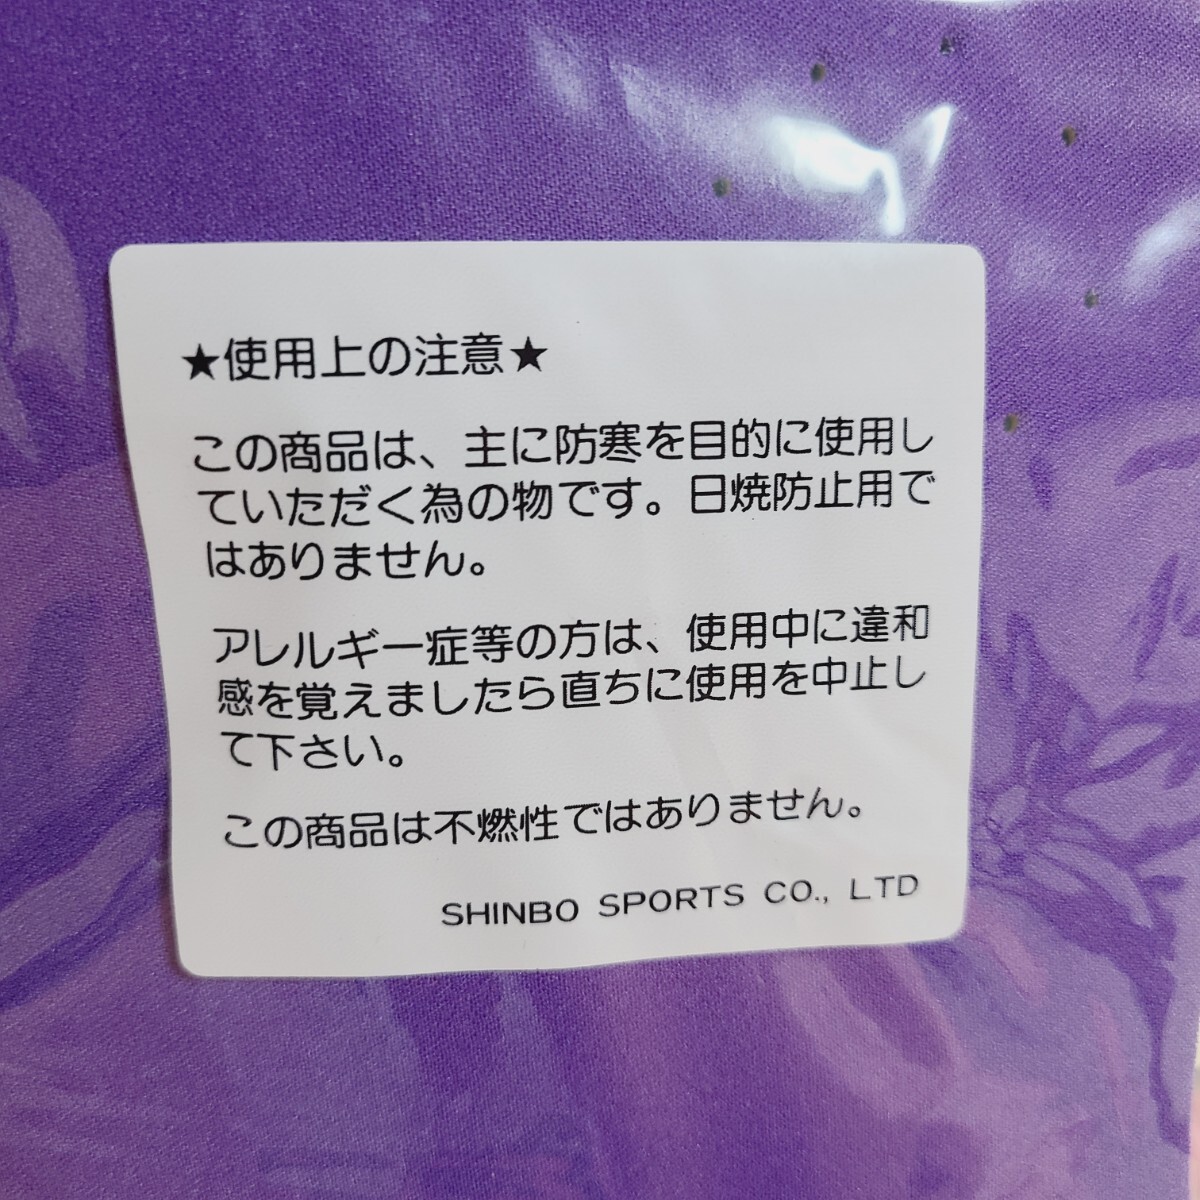 ★使用上の注意★
この商品は、主に防寒を目的に使用し
ていただく為の物です。日焼防止用で
はありません。
アレルギー症等の方は、使用中に違和
感を覚えましたら直ちに使用を中止し
て下さい。
この商品は不燃性ではありません。
SHINBO SPORTS CO., LTD